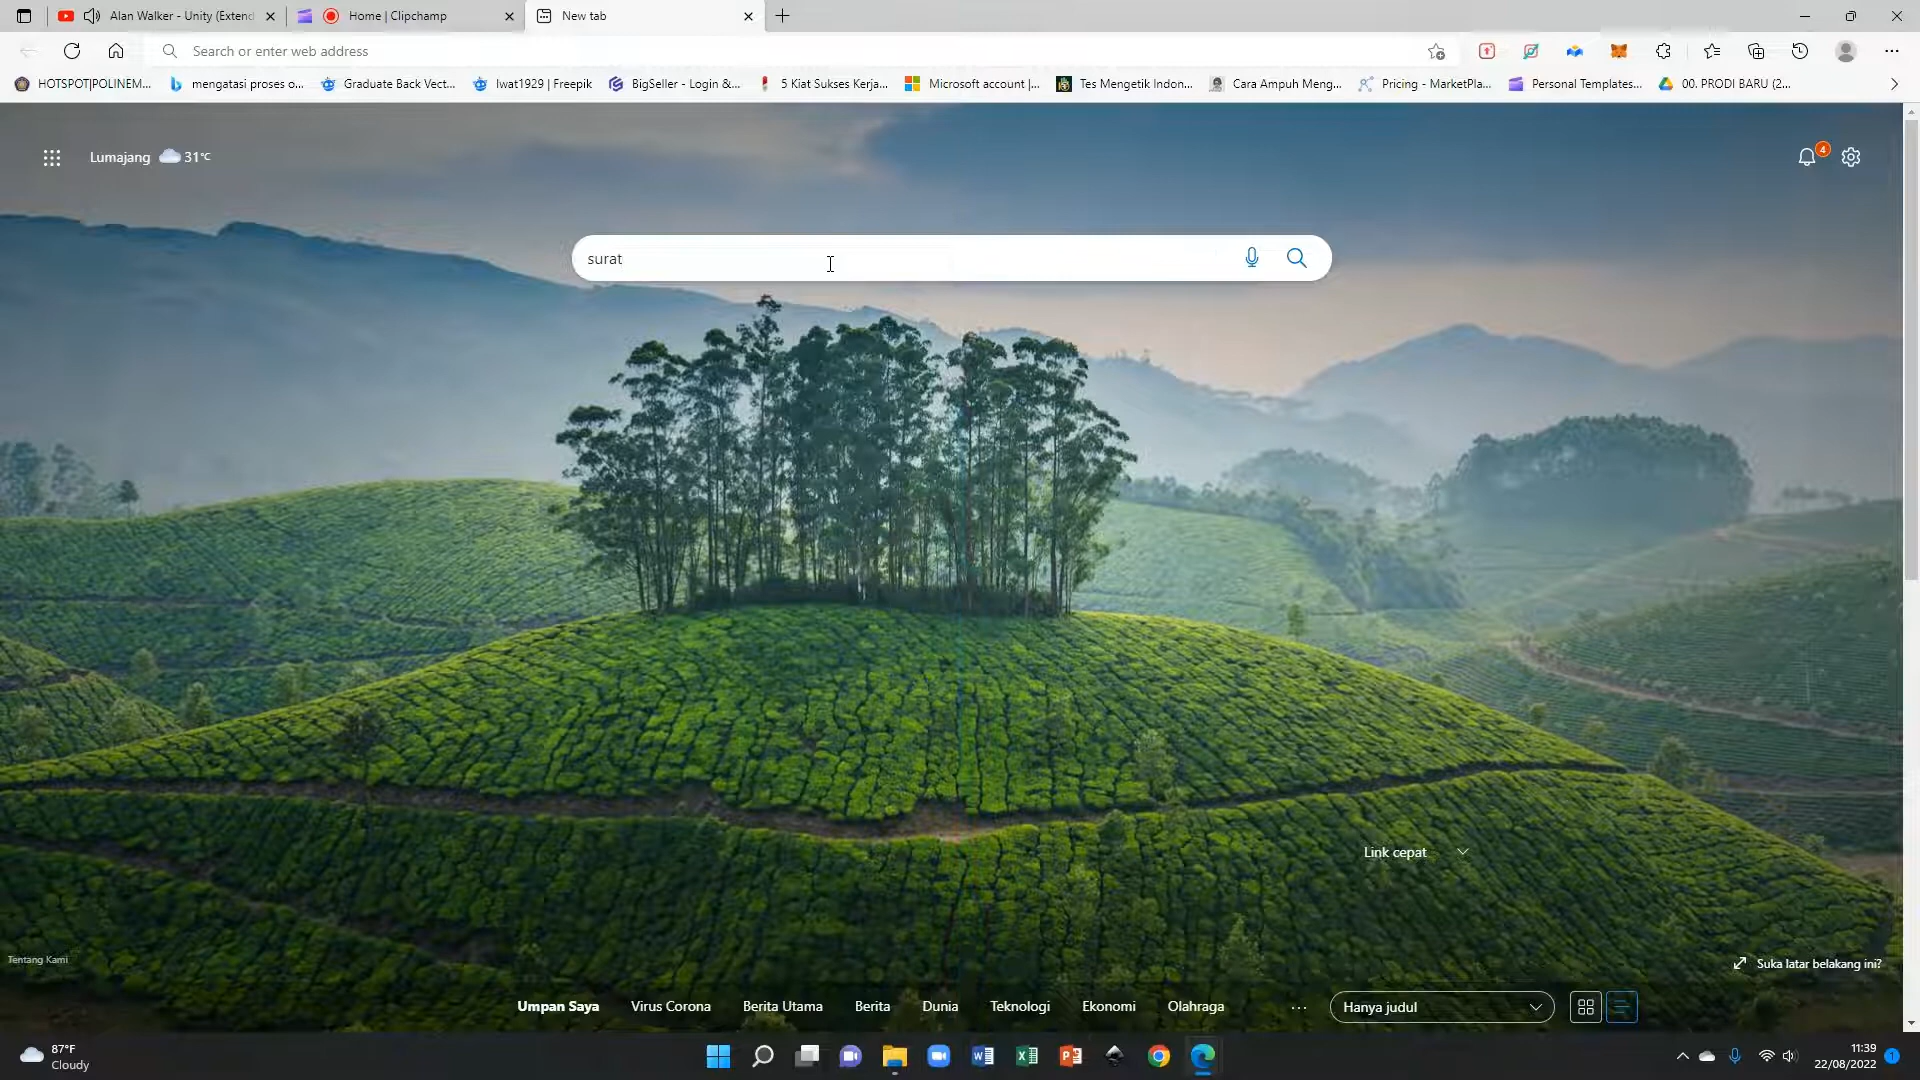 Alan Walker - Unity (Extend
Home | Clipchamp
New tab
Search or enter web address
HOTSPOT|POLINEM...
mengatasi proses o...
Graduate Back Vect...
Iwat1929 | Freepik
BigSeller - Login &...
5 Kiat Sukses Kerja...
Microsoft account |...
Tes Mengetik Indon...
Cara Ampuh Meng...
Pricing - MarketPla...
Personal Templates...
00. PRODI BARU (2...
Lumajang 31°C
4
surat
Link cepat
Tentang Kami
Suka latar belakang ini?
Umpan Saya
Virus Corona
Berita Utama
Berita
Dunia
Teknologi
Ekonomi
Olahraga
...
Hanya judul
87°F
Cloudy
11:39
22/08/2022
1